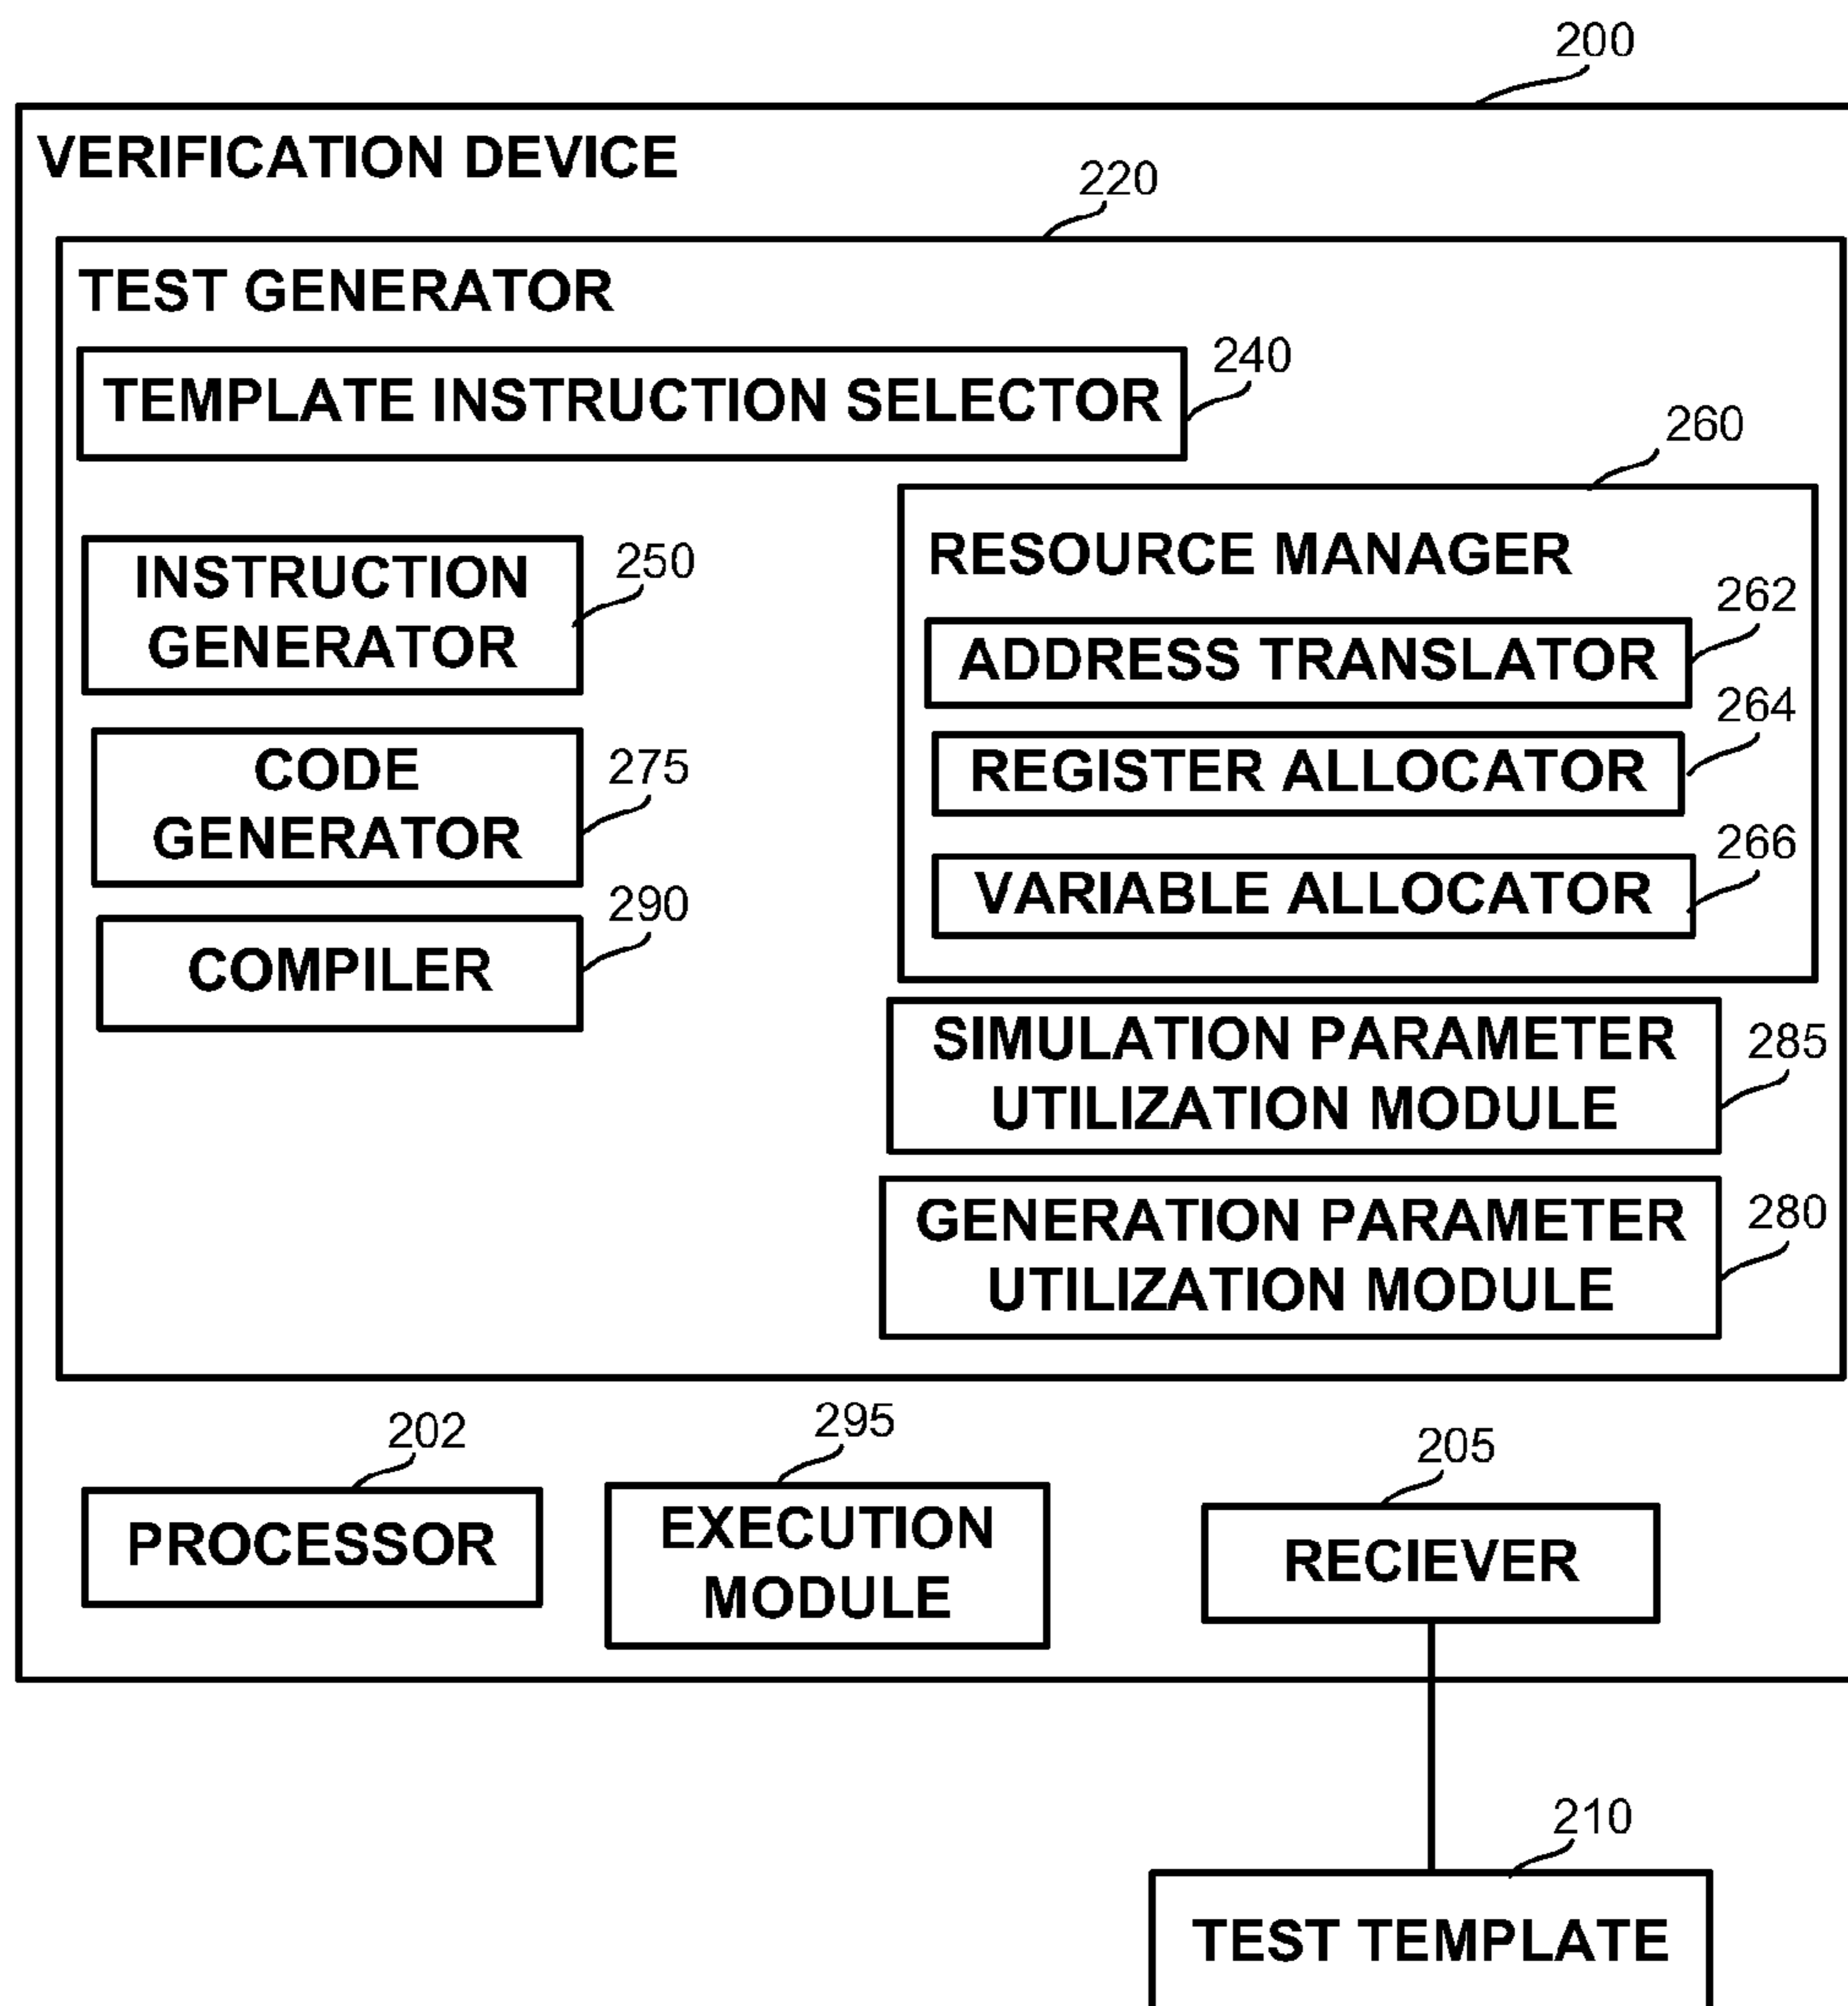 200
VERIFICATION DEVICE
220
TEST GENERATOR
TEMPLATE INSTRUCTION SELECTOR
240
260
INSTRUCTION
GENERATOR
250
RESOURCE MANAGER
262
ADDRESS TRANSLATOR
264
REGISTER ALLOCATOR
266
VARIABLE ALLOCATOR
CODE
GENERATOR
275
290
COMPILER
SIMULATION PARAMETER
UTILIZATION MODULE
285
GENERATION PARAMETER
UTILIZATION MODULE
280
202
PROCESSOR
295
EXECUTION
MODULE
205
RECIEVER
210
TEST TEMPLATE